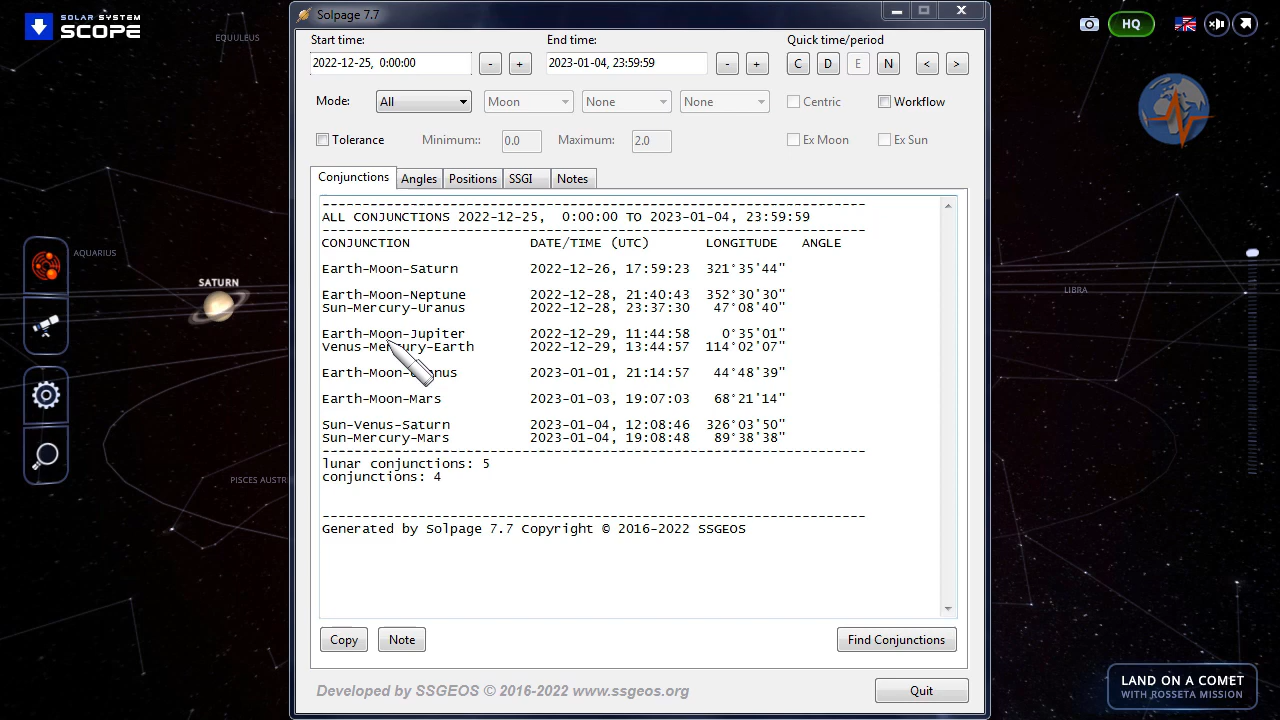 SOLAR SYSTEM
SCOPE
EQUULEUS
AQUARIUS
SATURN
PISCES AUSTR
LIBRA
HQ
LAND ON A COMET
WITH ROSSETA MISSION
Solpage 7.7
Start time:
End time:
Quick time/period
2022-12-25, 0:00:00
-
+
2023-01-04, 23:59:59
-
+
C
D
E
N
<
>
Mode:
All
Moon
None
None
Centric
Workflow
Tolerance
Minimum::
0.0
Maximum:
2.0
Ex Moon
Ex Sun
Conjunctions
Angles
Positions
SSGI
Notes
--------------------------------------------------------------------
ALL CONJUNCTIONS 2022-12-25, 0:00:00 TO 2023-01-04, 23:59:59
--------------------------------------------------------------------
CONJUNCTION DATE/TIME (UTC) LONGITUDE ANGLE
Earth-Moon-Saturn 2022-12-26, 17:59:23 321°35'44"
Earth-Moon-Neptune 2022-12-28, 21:40:43 352°30'30"
Sun-Mercury-Uranus 2022-12-28, 23:37:30 47°08'40"
Earth-Moon-Jupiter 2022-12-29, 11:44:58 0°35'01"
Venus-Mercury-Earth 2022-12-29, 13:44:57 114°02'07"
Earth-Moon- nus 2023-01-01, 21:14:57 44°48'39"
Earth-Moon-Mars 2023-01-03, 19:07:03 68°21'14"
Sun-Venus-Saturn 2023-01-04, 12:08:46 326°03'50"
Sun-Mercury-Mars 2023-01-04, 19:08:48 89°38'38"
--------------------------------------------------------------------
lunar conjunctions: 5
conjunctions: 4
--------------------------------------------------------------------
Generated by Solpage 7.7 Copyright © 2016-2022 SSGEOS
Copy
Note
Find Conjunctions
Developed by SSGEOS © 2016-2022 www.ssgeos.org
Quit